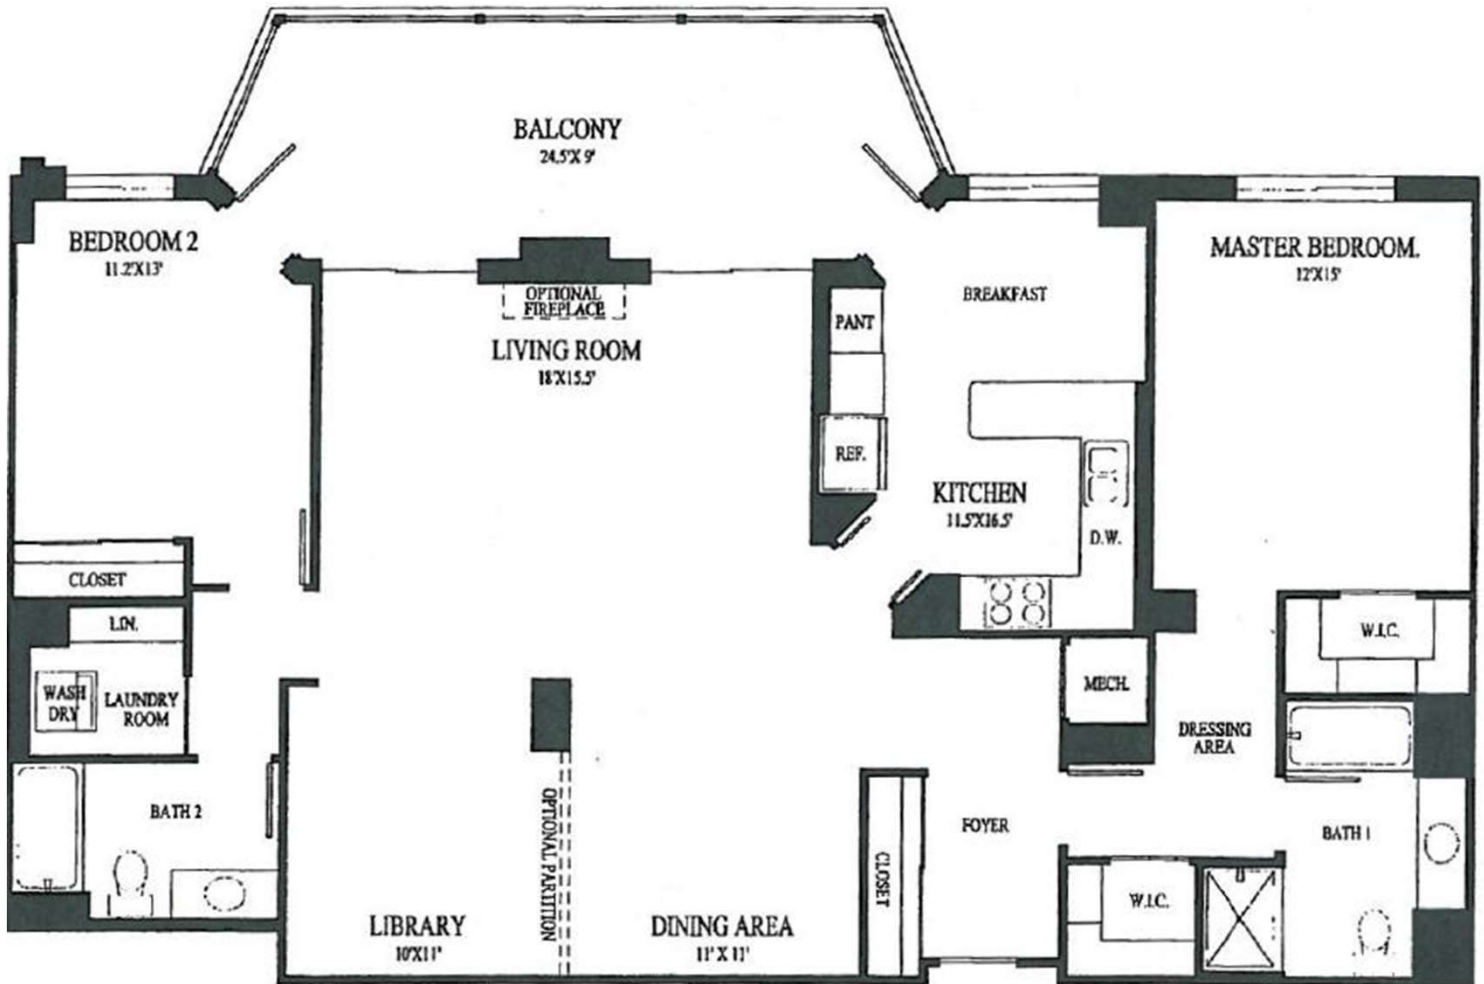 BALCONY
24.5'X 9'
BEDROOM 2
11.2'X13'
MASTER BEDROOM.
12'X15'
OPTIONAL
FIREPLACE
BREAKFAST
PANT
LIVING ROOM
18'X15.5'
REF.
KITCHEN
11.5'X16.5'
D.W.
CLOSET
LIN.
W.I.C.
WASH
DRY
LAUNDRY
ROOM
MECH.
DRESSING
AREA
BATH 2
OPTIONAL PARTITION
FOYER
BATH 1
CLOSET
W.I.C.
LIBRARY
10'X11'
DINING AREA
11' X 11'